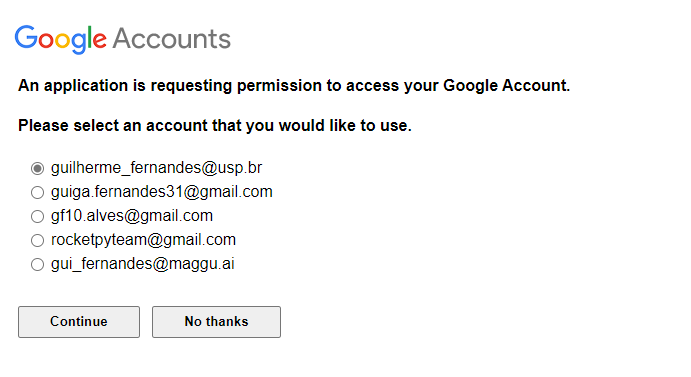 Google Accounts
An application is requesting permission to access your Google Account.
Please select an account that you would like to use.
guilherme_fernandes@usp.br
guiga.fernandes31@gmail.com
gf10.alves@gmail.com
rocketpyteam@gmail.com
gui_fernandes@maggu.ai
Continue No thanks